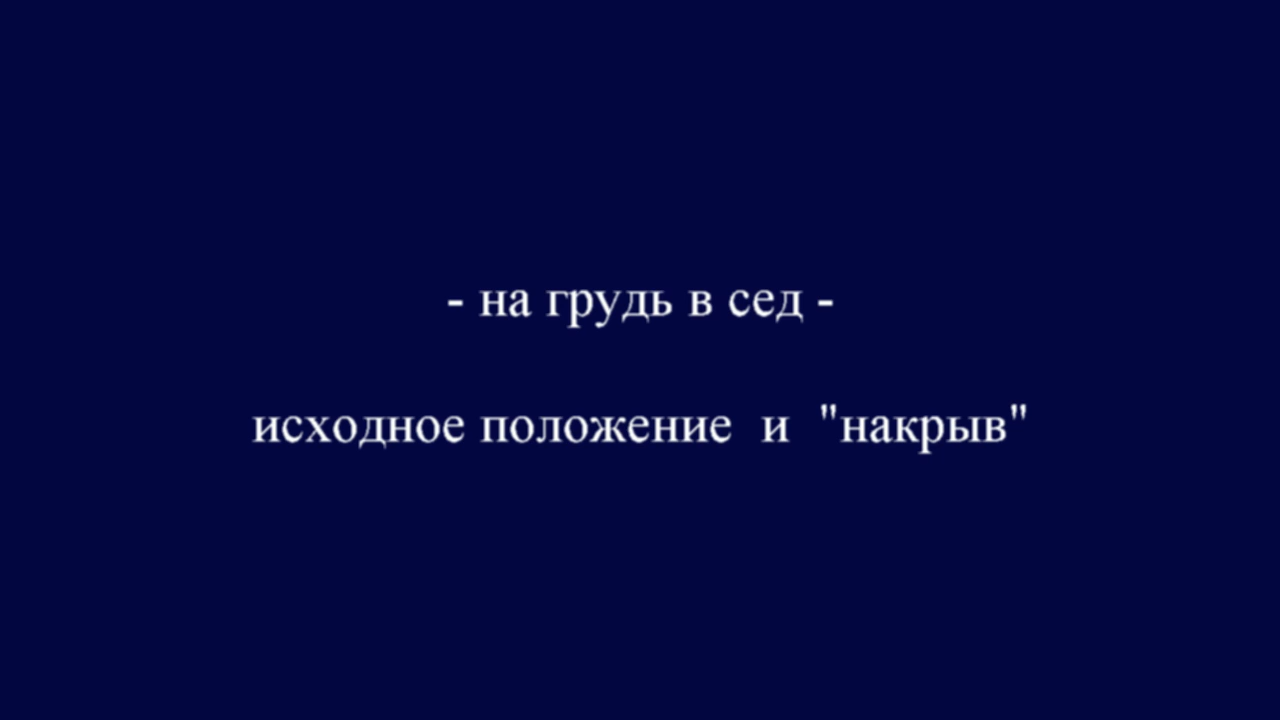 - на грудь в сед -
исходное положение и "накрыв"